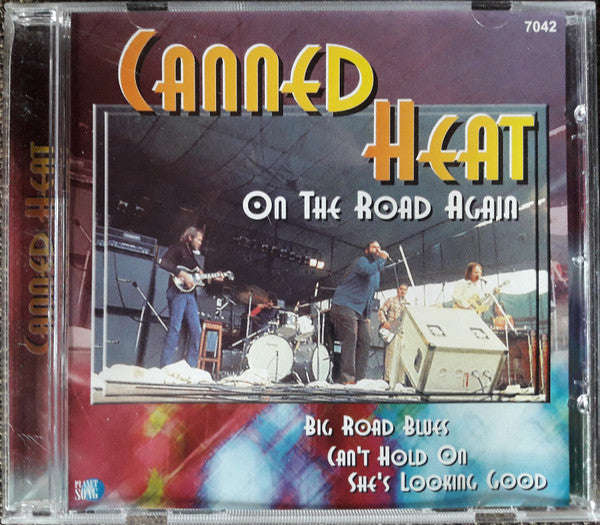 7042
CANNED
HEAT
ON THE ROAD AGAIN
CANNED HEAT
BIG ROAD BLUES
CAN'T HOLD ON
SHE'S LOOKING GOOD
PLANET
SONG